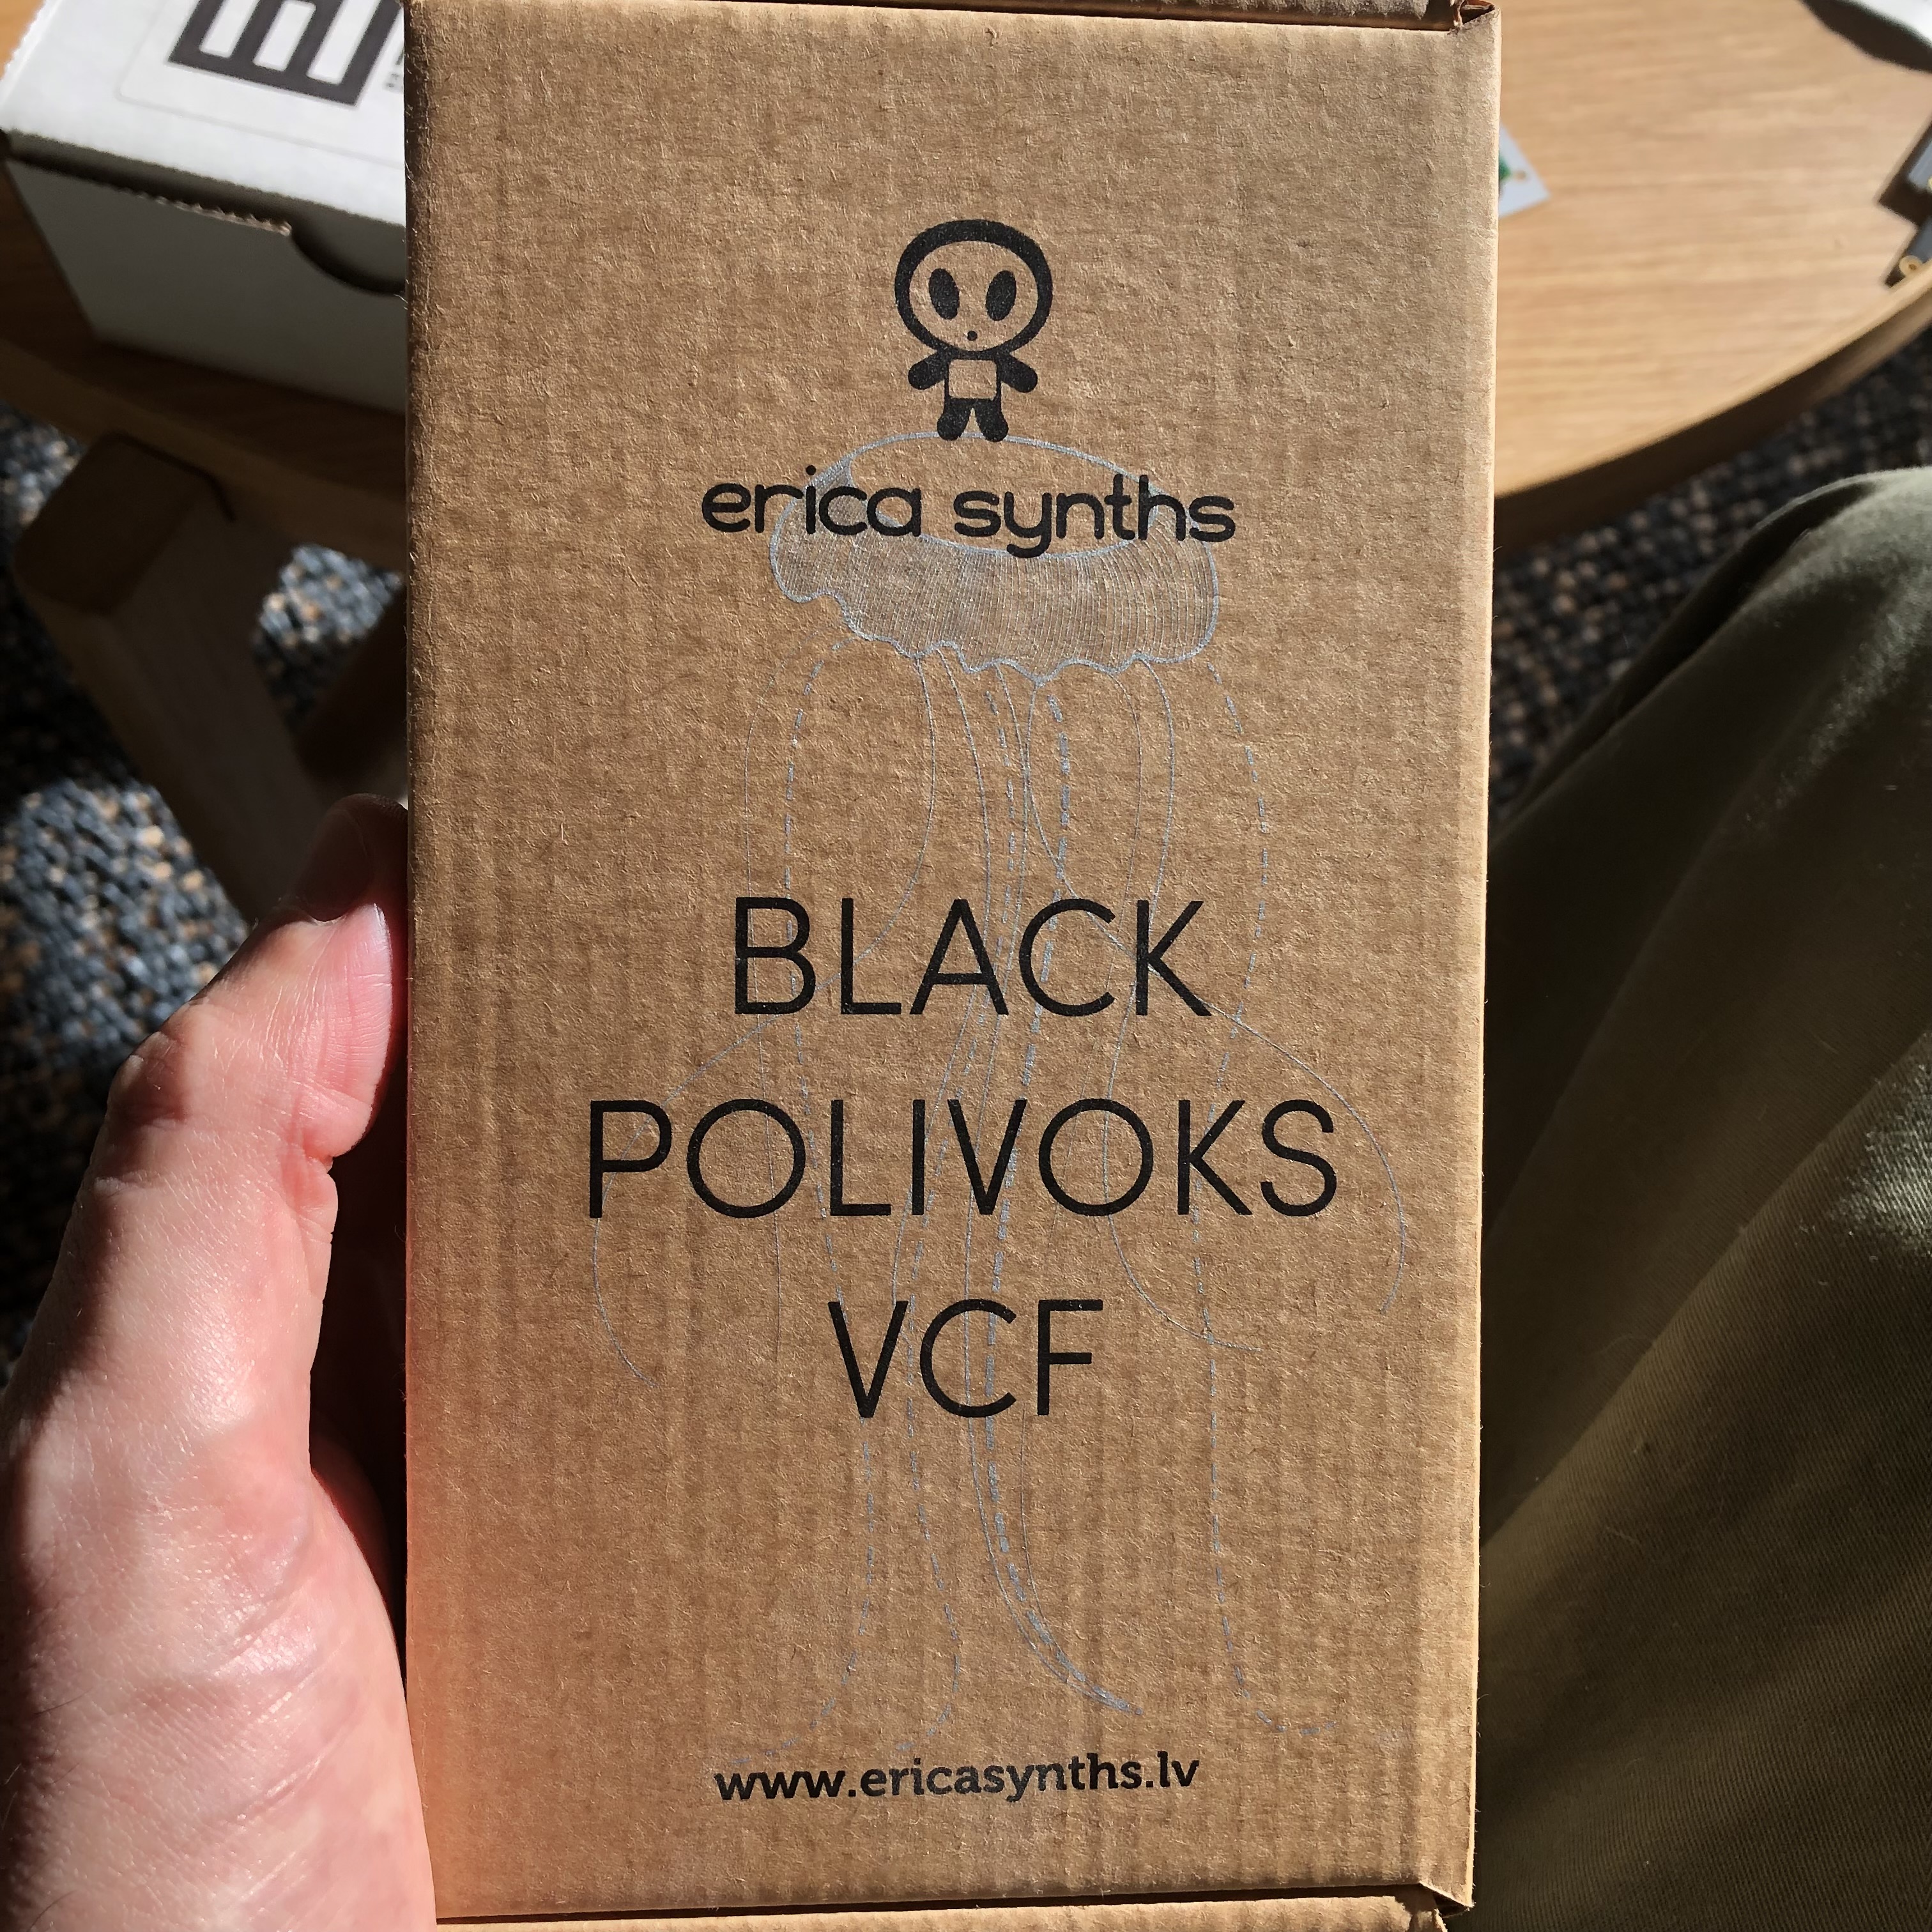 erica synths
BLACK
POLIVOKS
VCF
www.ericasynths.lv